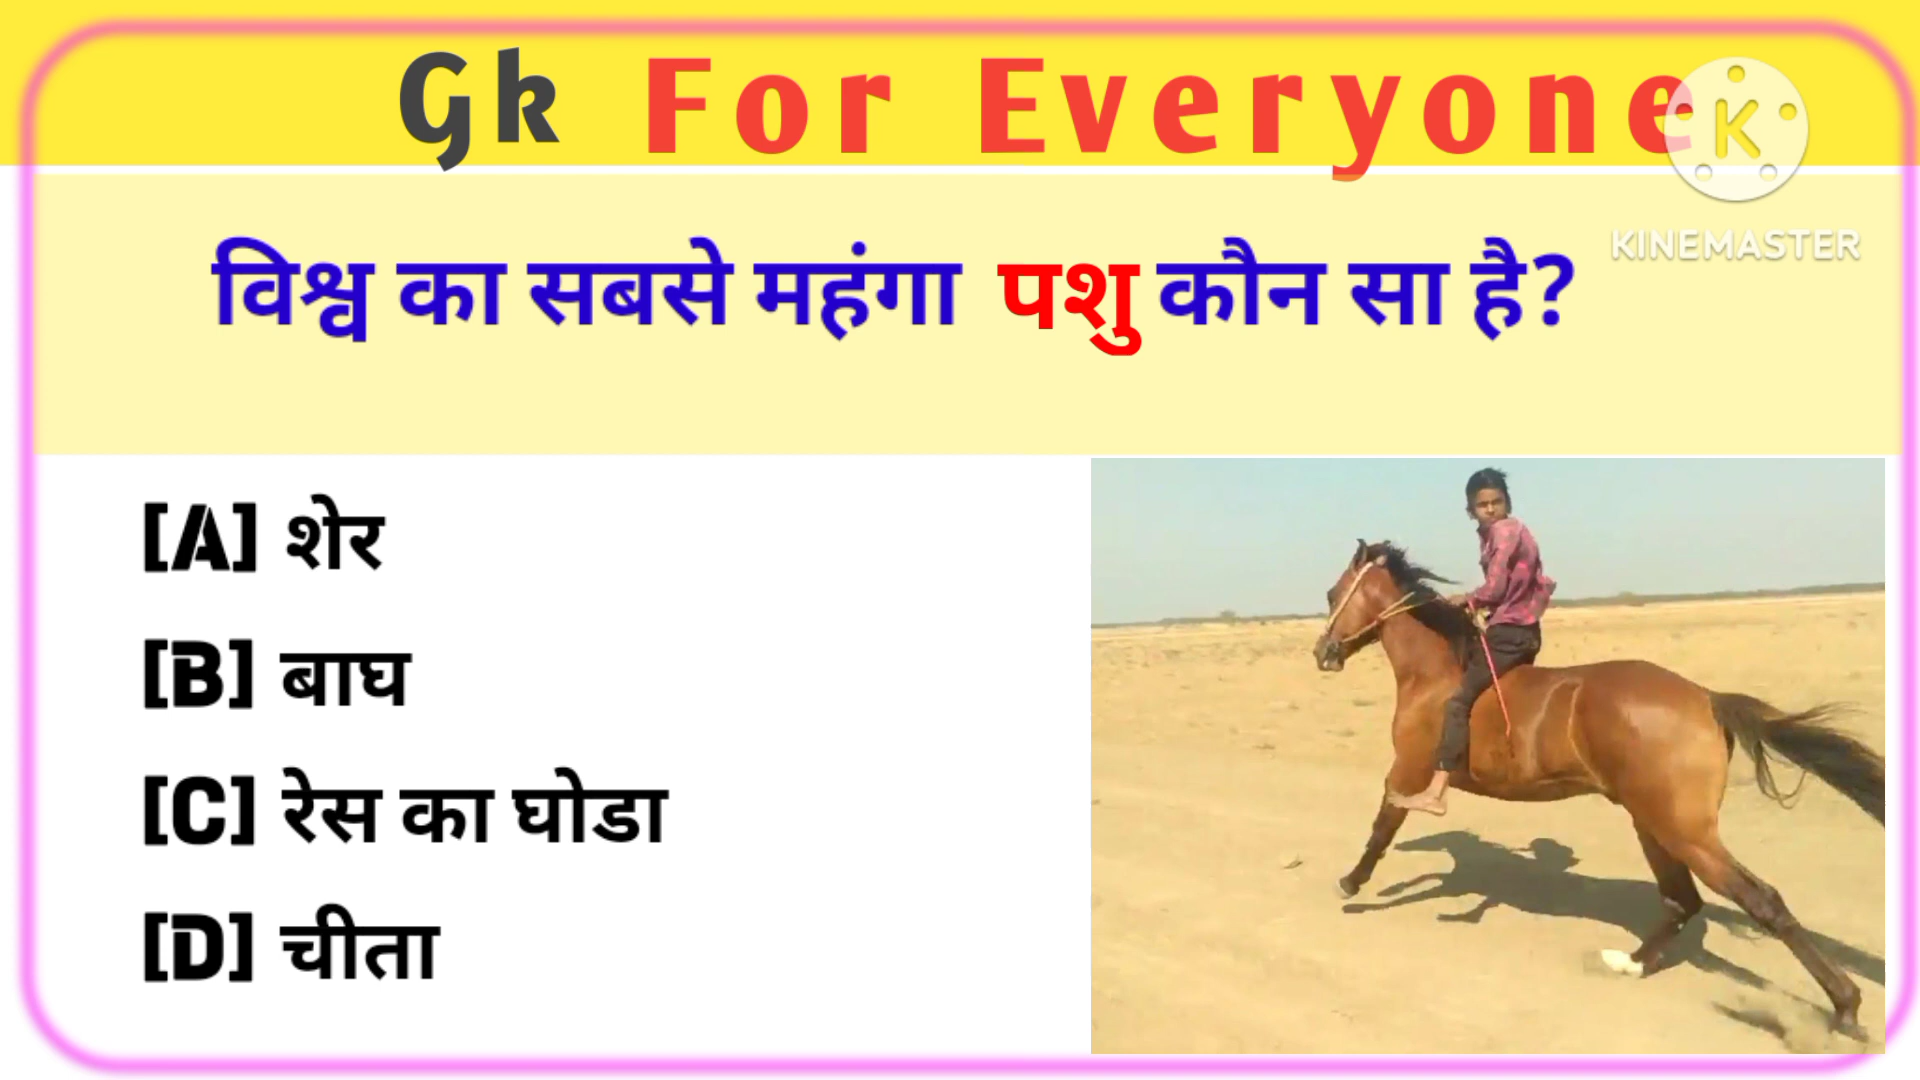 Gk For Everyone
K
KINEMASTER
विश्व का सबसे महंगा पशु कौन सा है?
[A] शेर
[B] बाघ
[C] रेस का घोडा
[D] चीता